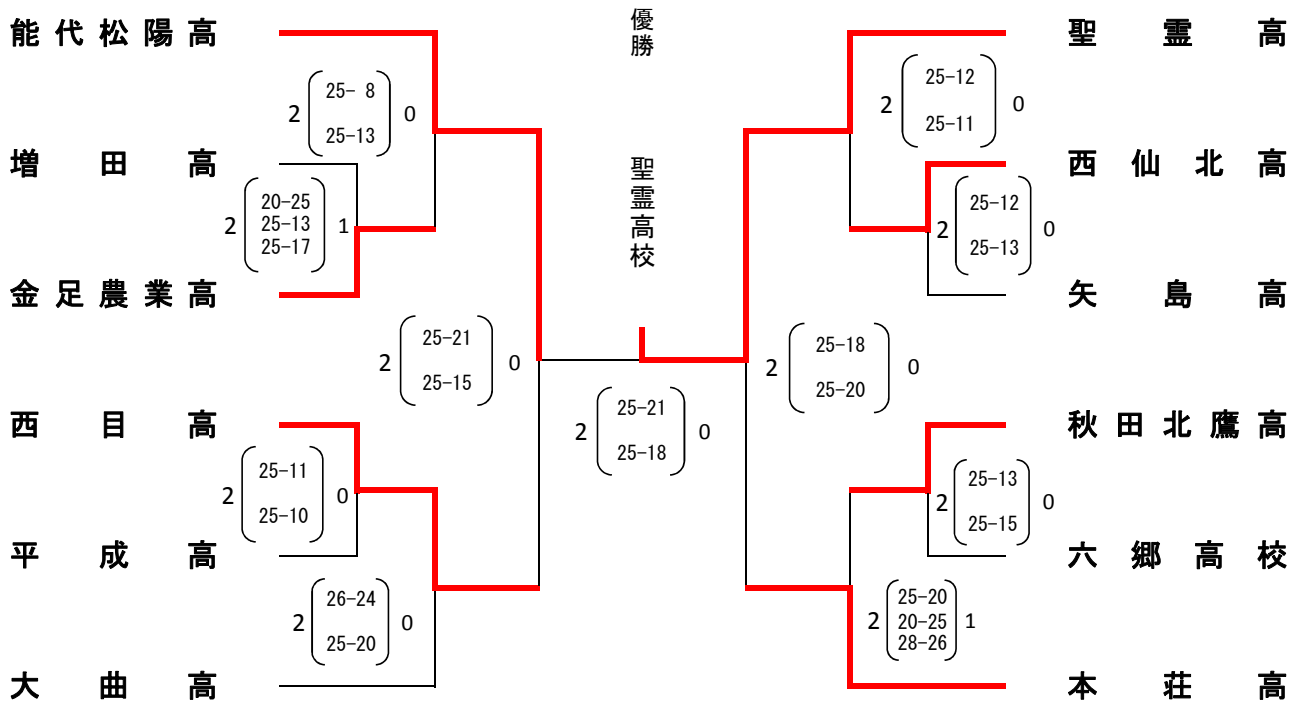 優勝
聖霊高校
能代松陽高
2 25- 8 0
25-13
増田高
2 20-25 1
25-13
25-17
金足農業高
2 25-21 0
25-15
西目高
2 25-11 0
25-10
平成高
2 26-24 0
25-20
大曲高
2 25-21 0
25-18
聖霊高
2 25-12 0
25-11
西仙北高
2 25-12 0
25-13
矢島高
2 25-18 0
25-20
秋田北鷹高
2 25-13 0
25-15
六郷高校
2 25-20 1
20-25
28-26
本荘高